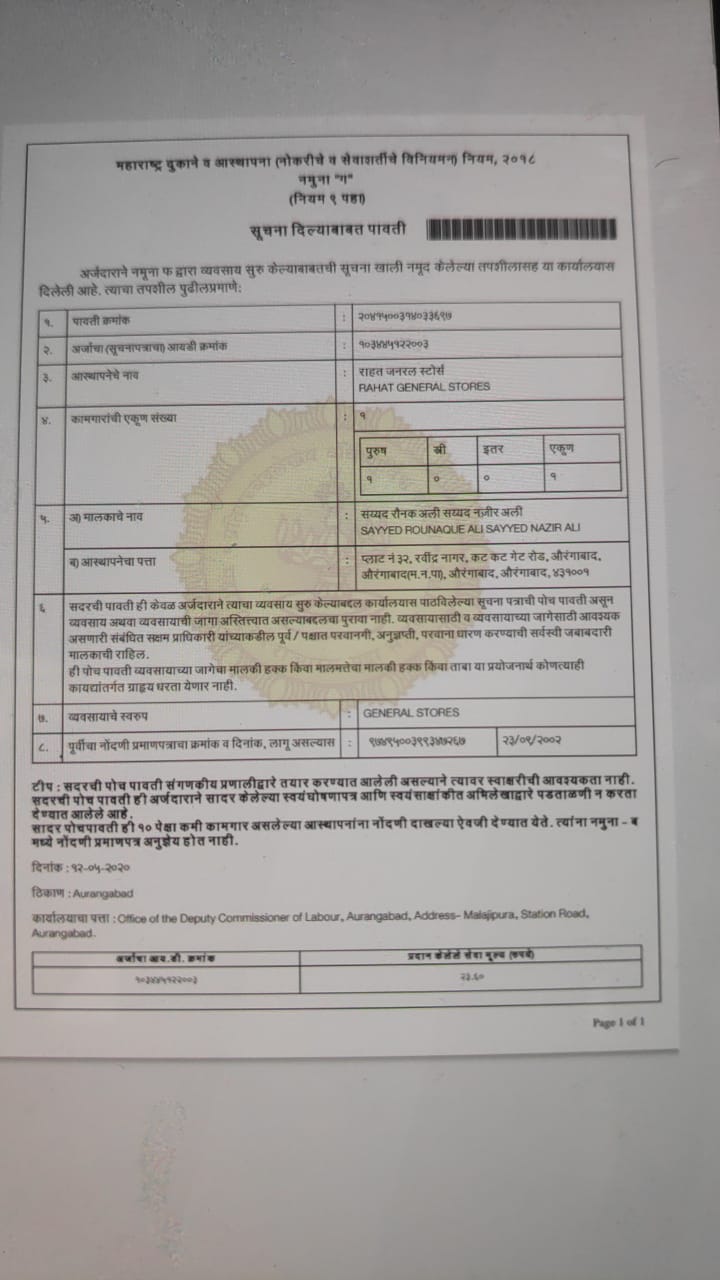 महाराष्ट्र दुकाने व आस्थापना (नोकरीचे व सेवाशर्तीचे विनियमन) नियम, २०१८
नमुना "ग"
(नियम ९ पहा)
सूचना दिल्याबाबत पावती
अर्जदाराने नमूना फ द्वारा व्यवसाय सुरु केल्याबाबतची सूचना खाली नमूद केलेल्या तपशीलासह या कार्यालयास
दिलेली आहे. त्याचा तपशील पुढीलप्रमाणे:
१. पावती क्रमांक :
२. अर्जाचा (सूचनापत्राचा) आयडी क्रमांक : १०३४४५१२२००३
३. आस्थापनेचे नाव : राहत जनरल स्टोर्स
RAHAT GENERAL STORES
४. कामगारांची एकूण संख्या : १
पुरुष स्त्री इतर एकूण
१ ० ० १
५. अ) मालकाचे नाव : सय्यद रौनक अली सय्यद नज़ीर अली
SAYYED ROUNAQUE ALI SAYYED NAZIR ALI
ब) आस्थापनेचा पत्ता : प्लाट नं ३२, रवींद्र नागर, कट कट गेट रोड, औरंगाबाद,
औरंगाबाद(म.न.पा), औरंगाबाद, औरंगाबाद, ४३१००१
६ सदरची पावती ही केवळ अर्जदाराने त्याचा व्यवसाय सुरु केल्याबद्दल कार्यालयास पाठविलेल्या सूचना पत्राची पोच पावती असून
व्यवसाय अथवा व्यवसायाची जागा अस्तित्त्वात असल्याबद्दलचा पुरावा नाही. व्यवसायासाठी व व्यवसायाच्या जागेसाठी आवश्यक
असणारी संबंधित सक्षम प्राधिकारी यांच्याकडील पूर्व / पश्चात परवानगी, अनुज्ञप्ती, परवाना धारण करण्याची सर्वस्वी जबाबदारी
मालकाची राहिल.
ही पोच पावती व्यवसायाच्या जागेचा मालकी हक्क किंवा मालमत्तेचा मालकी हक्क किंवा ताबा या प्रयोजनार्थ कोणत्याही
कायद्यांतर्गत ग्राह्य धरता येणार नाही.
७. व्यवसायाचे स्वरुप : GENERAL STORES
८. पूर्वीचा नोंदणी प्रमाणपत्राचा क्रमांक व दिनांक, लागू असल्यास : २३/०९/२००२
टीप : सदरची पोच पावती संगणकीय प्रणालीद्वारे तयार करण्यात आलेली असल्याने त्यावर स्वाक्षरीची आवश्यकता नाही.
सदरची पोच पावती ही अर्जदाराने सादर केलेल्या स्वयंघोषणापत्र आणि स्वयंसाक्षांकीत अभिलेखाद्वारे पडताळणी न करता
देण्यात आलेले आहे.
सादर पोचपावती ही १० पेक्षा कमी कामगार असलेल्या आस्थापनांना नोंदणी दाखल्या ऐवजी देण्यात येते. त्यांना नमुना - ब
मध्ये नोंदणी प्रमाणपत्र अनुज्ञेय होत नाही.
दिनांक : १२-०५-२०२०
ठिकाण : Aurangabad
कार्यालयाचा पत्ता : Office of the Deputy Commissioner of Labour, Aurangabad, Address- Malajipura, Station Road,
Aurangabad.
अर्जाचा आय.डी. क्रमांक प्रदान केलेले सेवा मूल्य (रुपये)
१०३४४५१२२००३ २३.६०
Page 1 of 1